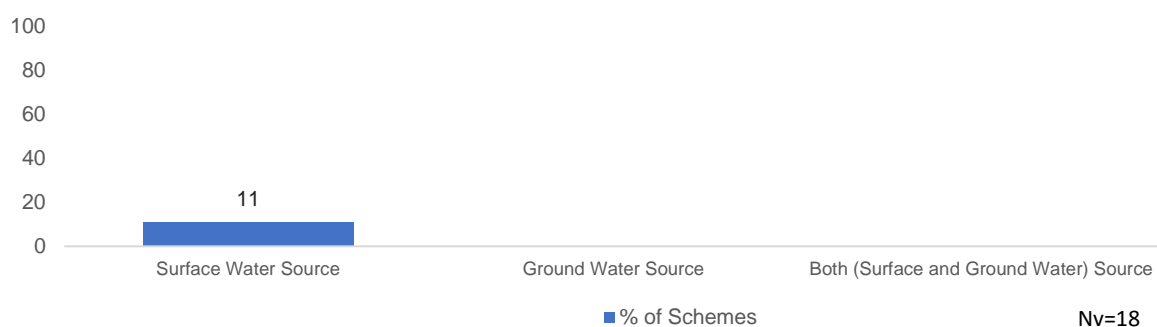 100
80
60
40
20
0
11
Surface Water Source
Ground Water Source
Both (Surface and Ground Water) Source
% of Schemes
Nv=18